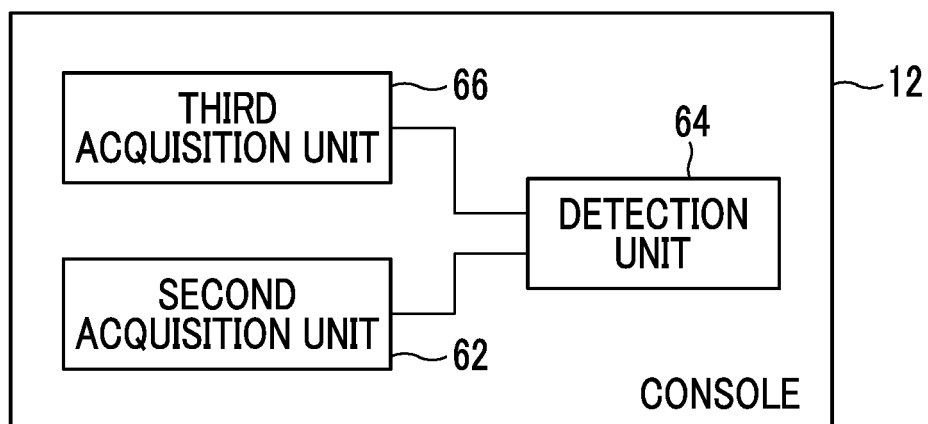 THIRD
ACQUISITION UNIT
66
12
64
DETECTION
UNIT
SECOND
ACQUISITION UNIT
62
CONSOLE